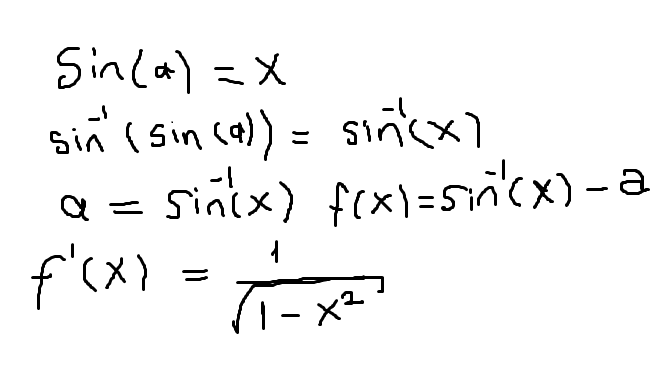 sin(a) = x
sin⁻¹(sin(a)) = sin⁻¹(x)
a = sin⁻¹(x) f(x)=sin⁻¹(x) – a
f'(x) = 1/√(1 – x²)